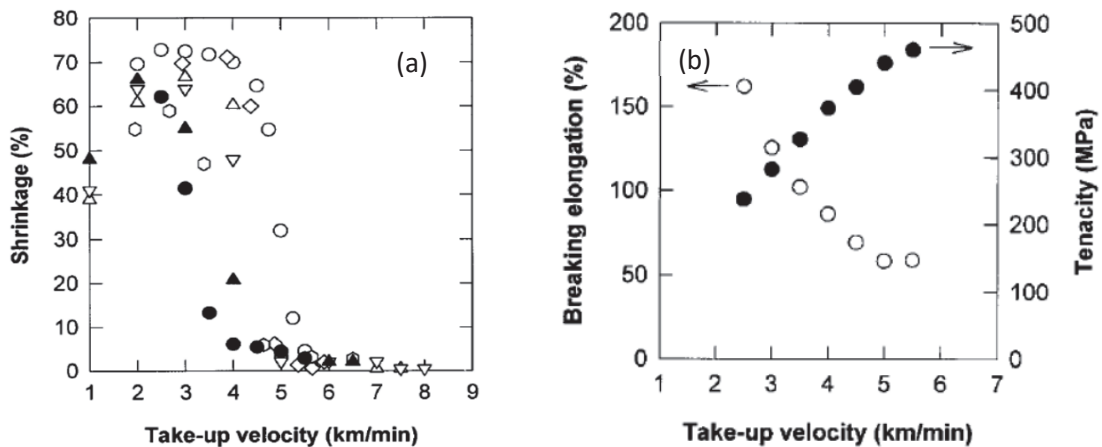 80
70
60
50
40
30
20
10
0
Shrinkage (%)
(a)
1 2 3 4 5 6 7 8 9
Take-up velocity (km/min)
200
150
100
50
0
Breaking elongation (%)
(b)
500
400
300
200
100
0
Tenacity (MPa)
1 2 3 4 5 6 7
Take-up velocity (km/min)